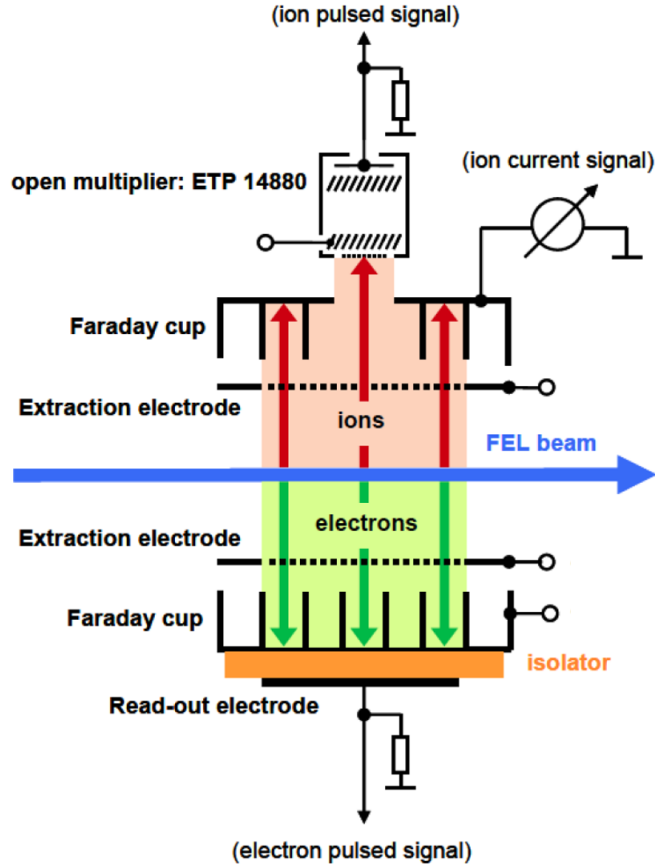 (ion pulsed signal)
(ion current signal)
open multiplier: ETP 14880
Faraday cup
Extraction electrode
ions
FEL beam
electrons
Extraction electrode
Faraday cup
isolator
Read-out electrode
(electron pulsed signal)